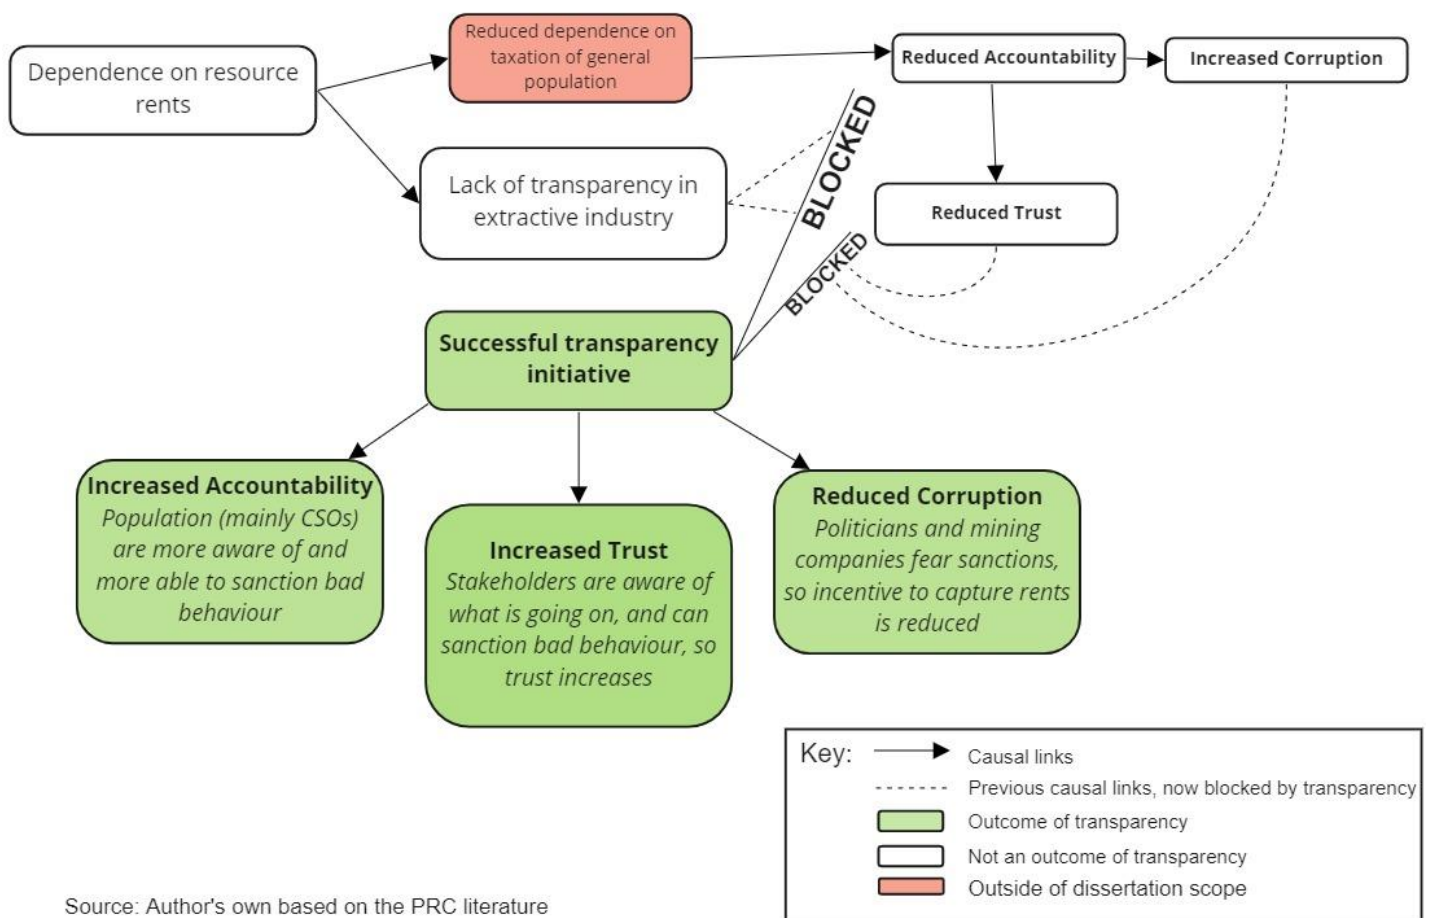 Dependence on resource
rents
Reduced dependence on
taxation of general
population
Reduced Accountability
Increased Corruption
Lack of transparency in
extractive industry
BLOCKED
Reduced Trust
BLOCKED
Successful transparency
initiative
Increased Accountability
Population (mainly CSOs)
are more aware of and
more able to sanction bad
behaviour
Increased Trust
Stakeholders are aware of
what is going on, and can
sanction bad behaviour, so
trust increases
Reduced Corruption
Politicians and mining
companies fear sanctions,
so incentive to capture rents
is reduced
Key:
Causal links
Previous causal links, now blocked by transparency
Outcome of transparency
Not an outcome of transparency
Outside of dissertation scope
Source: Author's own based on the PRC literature